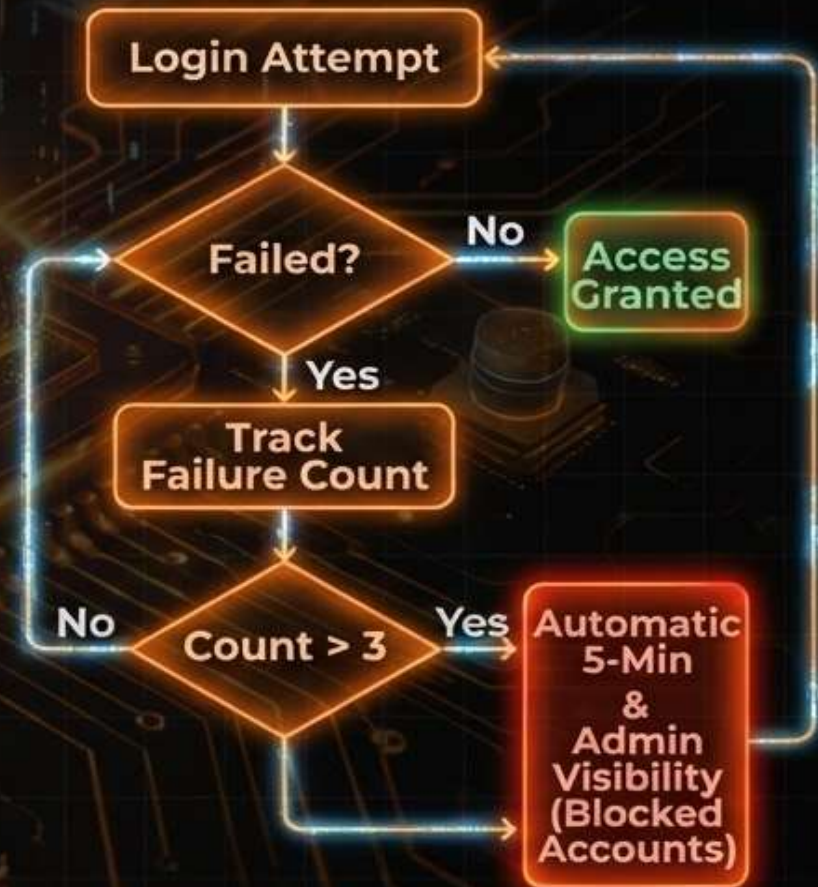 Login Attempt
Failed?
No
Access
Granted
Yes
Track
Failure Count
No
Count > 3
Yes
Automatic
5-Min
&
Admin
Visibility
(Blocked
Accounts)